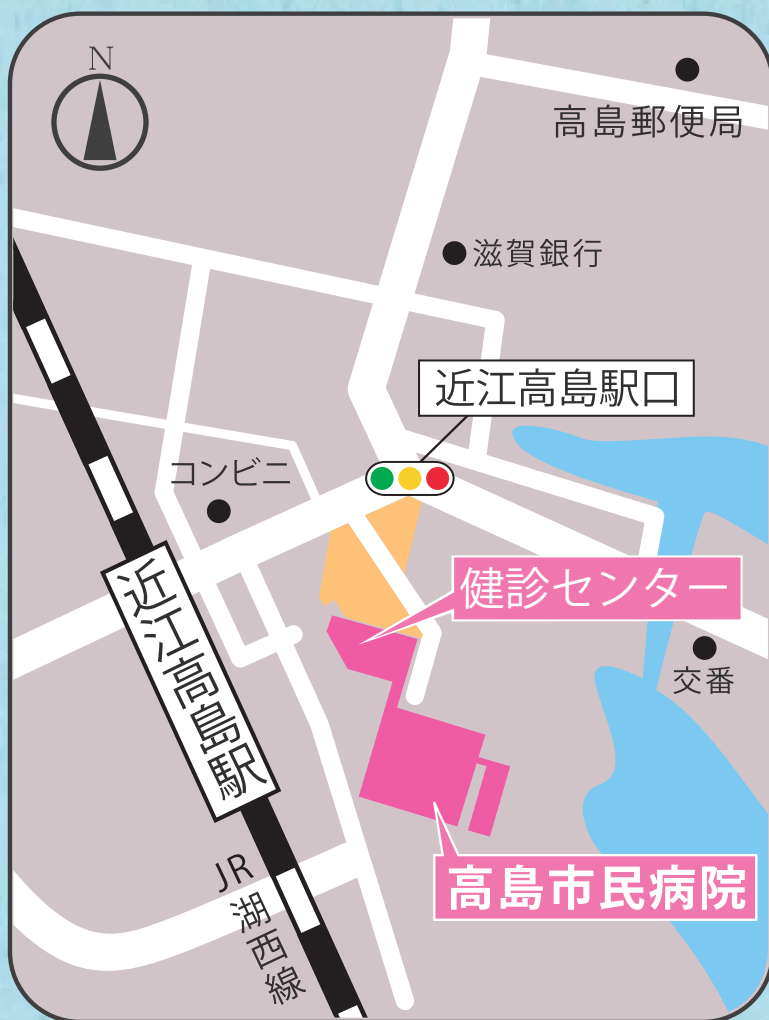 N
高島郵便局
滋賀銀行
近江高島駅口
コンビニ
健診センター
近江高島駅
交番
高島市民病院
JR湖西線